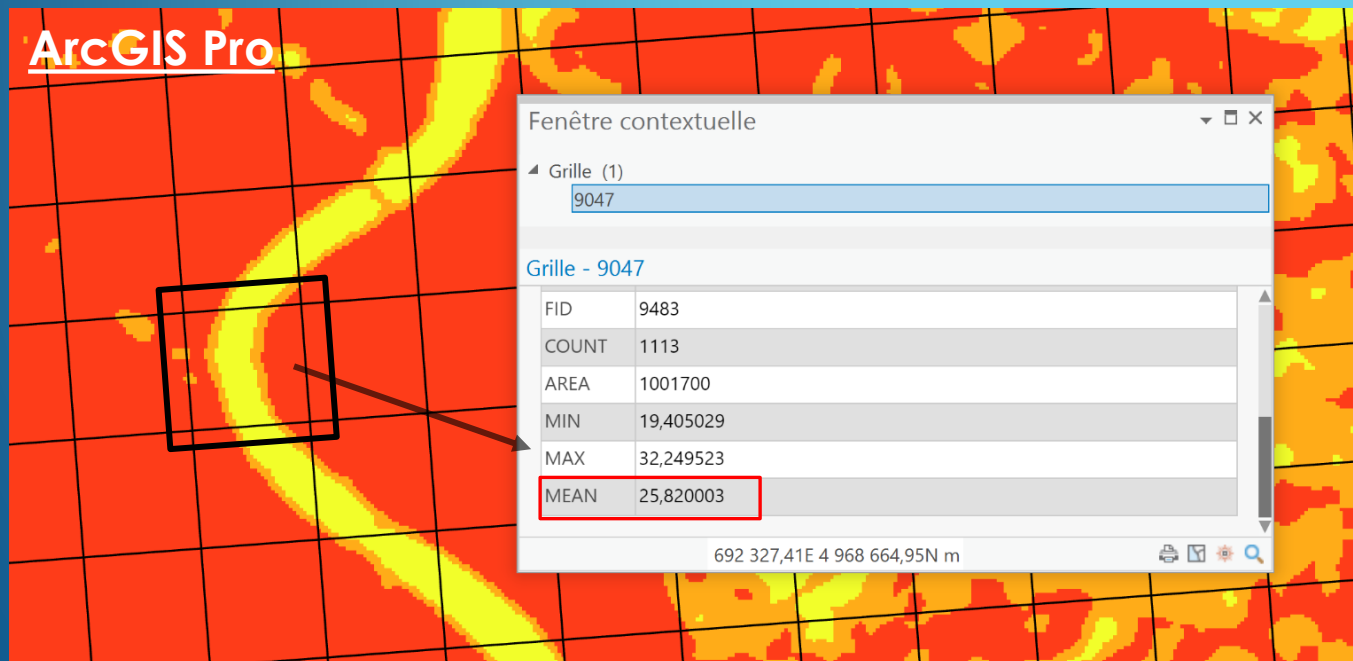 ArcGIS Pro
Fenêtre contextuelle
Grille (1)
9047
Grille - 9047
FID 9483
COUNT 1113
AREA 1001700
MIN 19,405029
MAX 32,249523
MEAN 25,820003
692 327,41E 4 968 664,95N m